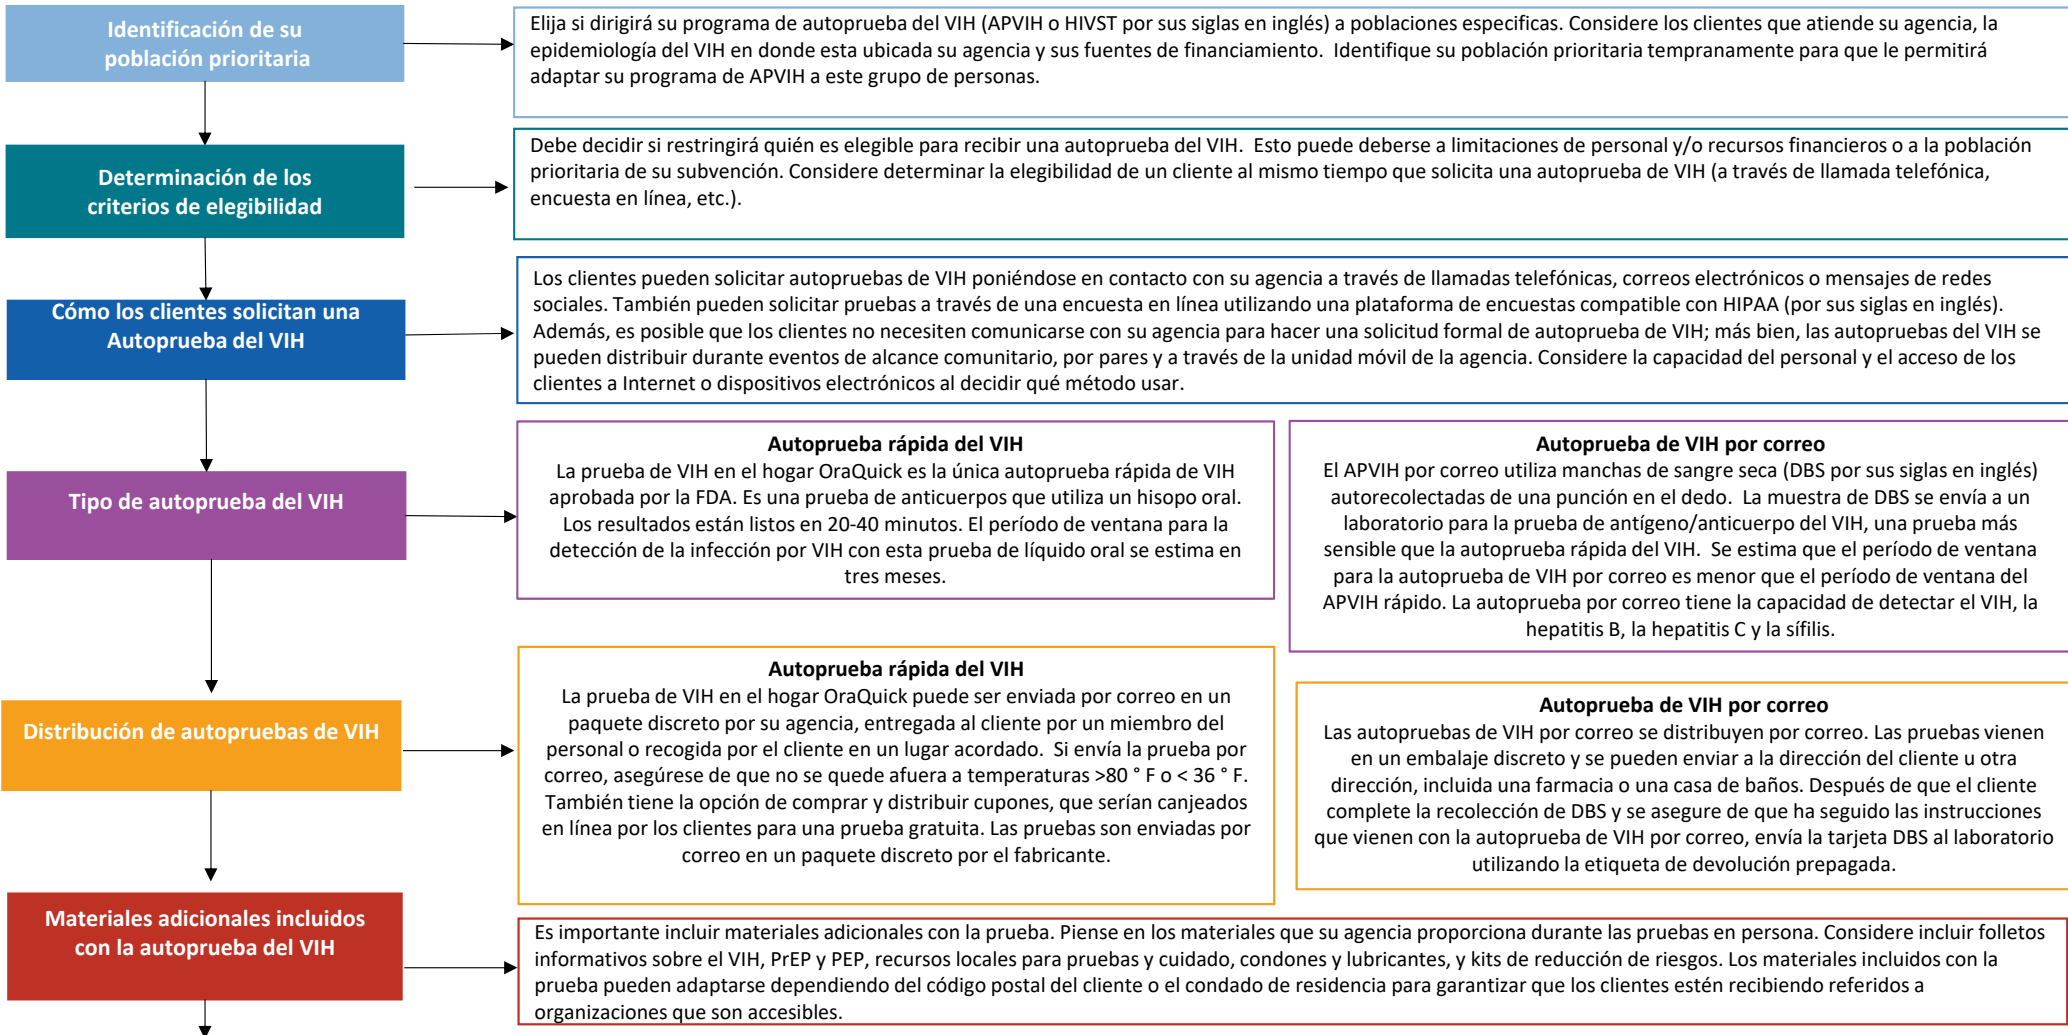 Identificación de su
población prioritaria
Elija si dirigirá su programa de autoprueba del VIH (APVIH o HIVST por sus siglas en inglés) a poblaciones especificas. Considere los clientes que atiende su agencia, la
epidemiología del VIH en donde esta ubicada su agencia y sus fuentes de financiamiento. Identifique su población prioritaria tempranamente para que le permitirá
adaptar su programa de APVIH a este grupo de personas.
Determinación de los
criterios de elegibilidad
Debe decidir si restringirá quién es elegible para recibir una autoprueba del VIH. Esto puede deberse a limitaciones de personal y/o recursos financieros o a la población
prioritaria de su subvención. Considere determinar la elegibilidad de un cliente al mismo tiempo que solicita una autoprueba de VIH (a través de llamada telefónica,
encuesta en línea, etc.).
Cómo los clientes solicitan una
Autoprueba del VIH
Los clientes pueden solicitar autopruebas de VIH poniéndose en contacto con su agencia a través de llamadas telefónicas, correos electrónicos o mensajes de redes
sociales. También pueden solicitar pruebas a través de una encuesta en línea utilizando una plataforma de encuestas compatible con HIPAA (por sus siglas en inglés).
Además, es posible que los clientes no necesiten comunicarse con su agencia para hacer una solicitud formal de autoprueba de VIH; más bien, las autopruebas del VIH se
pueden distribuir durante eventos de alcance comunitario, por pares y a través de la unidad móvil de la agencia. Considere la capacidad del personal y el acceso de los
clientes a Internet o dispositivos electrónicos al decidir qué método usar.
Tipo de autoprueba del VIH
Autoprueba rápida del VIH
La prueba de VIH en el hogar OraQuick es la única autoprueba rápida de VIH
aprobada por la FDA. Es una prueba de anticuerpos que utiliza un hisopo oral.
Los resultados están listos en 20-40 minutos. El período de ventana para la
detección de la infección por VIH con esta prueba de líquido oral se estima en
tres meses.
Autoprueba de VIH por correo
El APVIH por correo utiliza manchas de sangre seca (DBS por sus siglas en inglés)
autorecolectadas de una punción en el dedo. La muestra de DBS se envía a un
laboratorio para la prueba de antígeno/anticuerpo del VIH, una prueba más
sensible que la autoprueba rápida del VIH. Se estima que el período de ventana
para la autoprueba de VIH por correo es menor que el período de ventana del
APVIH rápido. La autoprueba por correo tiene la capacidad de detectar el VIH, la
hepatitis B, la hepatitis C y la sífilis.
Distribución de autopruebas de VIH
Autoprueba rápida del VIH
La prueba de VIH en el hogar OraQuick puede ser enviada por correo en un
paquete discreto por su agencia, entregada al cliente por un miembro del
personal o recogida por el cliente en un lugar acordado. Si envía la prueba por
correo, asegúrese de que no se quede afuera a temperaturas >80 ° F o < 36 ° F.
También tiene la opción de comprar y distribuir cupones, que serían canjeados
en línea por los clientes para una prueba gratuita. Las pruebas son enviadas por
correo en un paquete discreto por el fabricante.
Autoprueba de VIH por correo
Las autopruebas de VIH por correo se distribuyen por correo. Las pruebas vienen
en un embalaje discreto y se pueden enviar a la dirección del cliente u otra
dirección, incluida una farmacia o una casa de baños. Después de que el cliente
complete la recolección de DBS y se asegure de que ha seguido las instrucciones
que vienen con la autoprueba de VIH por correo, envía la tarjeta DBS al laboratorio
utilizando la etiqueta de devolución prepagada.
Materiales adicionales incluidos
con la autoprueba del VIH
Es importante incluir materiales adicionales con la prueba. Piense en los materiales que su agencia proporciona durante las pruebas en persona. Considere incluir folletos
informativos sobre el VIH, PrEP y PEP, recursos locales para pruebas y cuidado, condones y lubricantes, y kits de reducción de riesgos. Los materiales incluidos con la
prueba pueden adaptarse dependiendo del código postal del cliente o el condado de residencia para garantizar que los clientes estén recibiendo referidos a
organizaciones que son accesibles.